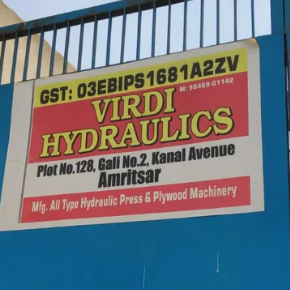 GST: 03EBIPS1681A2ZV
VIRDI
M: 98468-01142
HYDRAULICS
Plot No.128, Gali No.2, Kanal Avenue
Amritsar
Mfg. All Type Hydraulic Press & Plywood Machinery